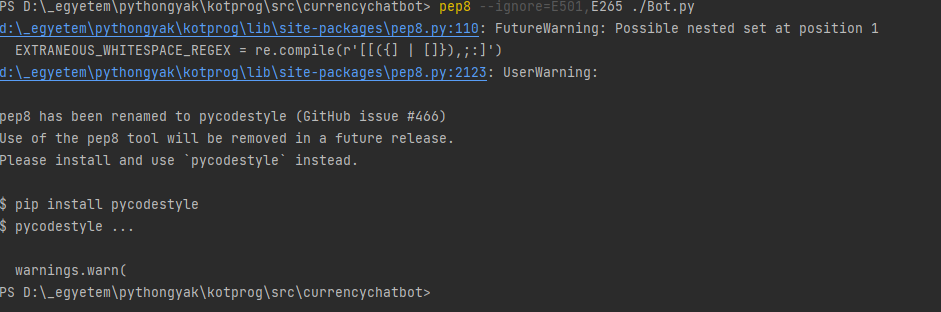 PS D:\_egyetem\pythongyak\kotprog\src\currencychatbot> pep8 --ignore=E501,E265 ./Bot.py
d:\_egyetem\pythongyak\kotprog\lib\site-packages\pep8.py:110: FutureWarning: Possible nested set at position 1
  EXTRANEOUS_WHITESPACE_REGEX = re.compile(r'[[({] | []}),;:]')
d:\_egyetem\pythongyak\kotprog\lib\site-packages\pep8.py:2123: UserWarning:
pep8 has been renamed to pycodestyle (GitHub issue #466)
Use of the pep8 tool will be removed in a future release.
Please install and use `pycodestyle` instead.
$ pip install pycodestyle
$ pycodestyle ...
  warnings.warn(
PS D:\_egyetem\pythongyak\kotprog\src\currencychatbot>